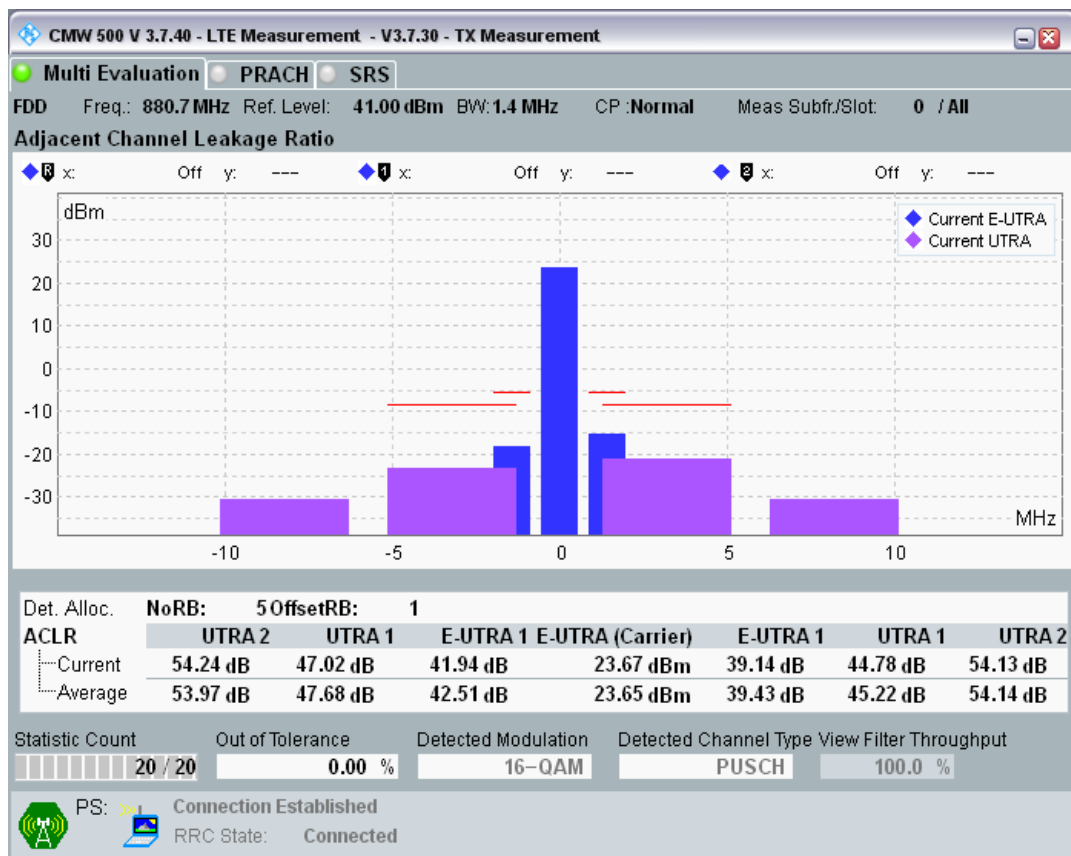 CMW 500 V 3.7.40 - LTE Measurement - V3.7.30 - TX Measurement
Multi Evaluation PRACH SRS
FDD Freq.: 880.7 MHz Ref. Level: 41.00 dBm BW: 1.4 MHz CP :Normal Meas Subfr./Slot: 0 / All
Adjacent Channel Leakage Ratio
R x: Off y: --- 1 x: Off y: --- 2 x: Off y: ---
dBm
Current E-UTRA
Current UTRA
30
20
10
0
-10
-20
-30
MHz
-10 -5 0 5 10
Det. Alloc. NoRB: 5 OffsetRB: 1
ACLR UTRA 2 UTRA 1 E-UTRA 1 E-UTRA (Carrier) E-UTRA 1 UTRA 1 UTRA 2
Current 54.24 dB 47.02 dB 41.94 dB 23.67 dBm 39.14 dB 44.78 dB 54.13 dB
Average 53.97 dB 47.68 dB 42.51 dB 23.65 dBm 39.43 dB 45.22 dB 54.14 dB
Statistic Count Out of Tolerance Detected Modulation Detected Channel Type View Filter Throughput
20 / 20 0.00 % 16-QAM PUSCH 100.0 %
PS: Connection Established
RRC State: Connected